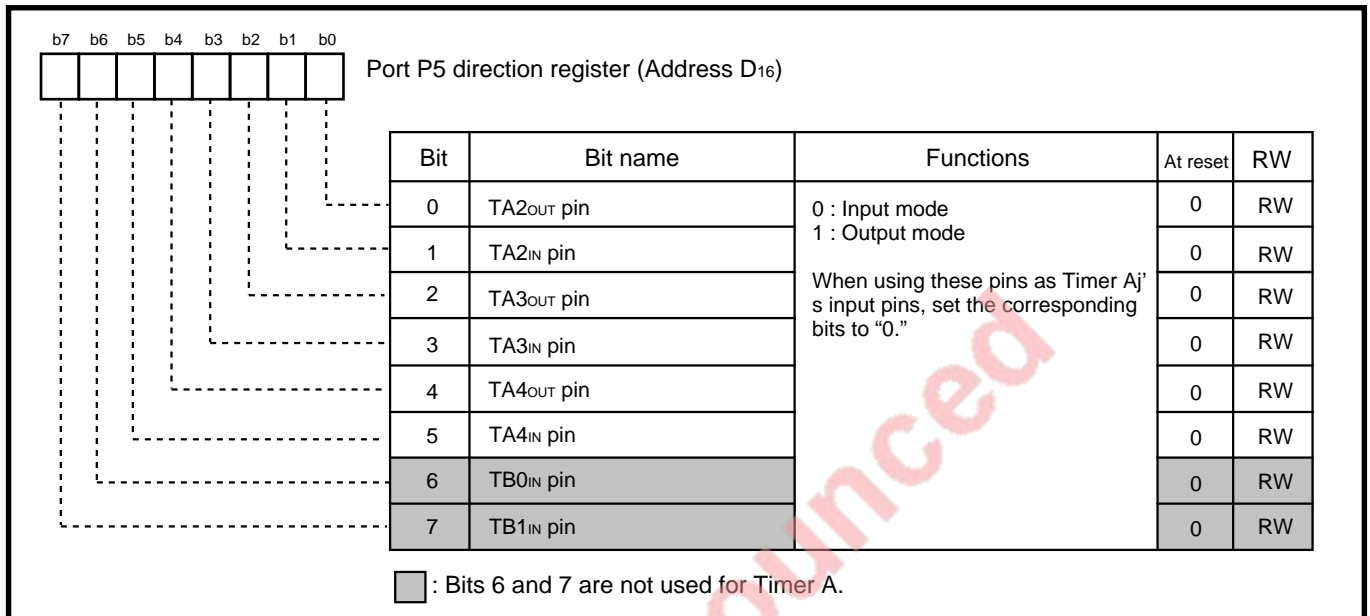 b7 b6 b5 b4 b3 b2 b1 b0
Port P5 direction register (Address D16)
Bit Bit name Functions At reset RW
0 TA2OUT pin 0 : Input mode 0 RW
1 : Output mode
1 TA2IN pin 0 RW
When using these pins as Timer Aj'
2 TA3OUT pin s input pins, set the corresponding 0 RW
bits to “0.”
3 TA3IN pin 0 RW
4 TA4OUT pin 0 RW
5 TA4IN pin 0 RW
6 TB0IN pin 0 RW
7 TB1IN pin 0 RW
: Bits 6 and 7 are not used for Timer A.
ounced